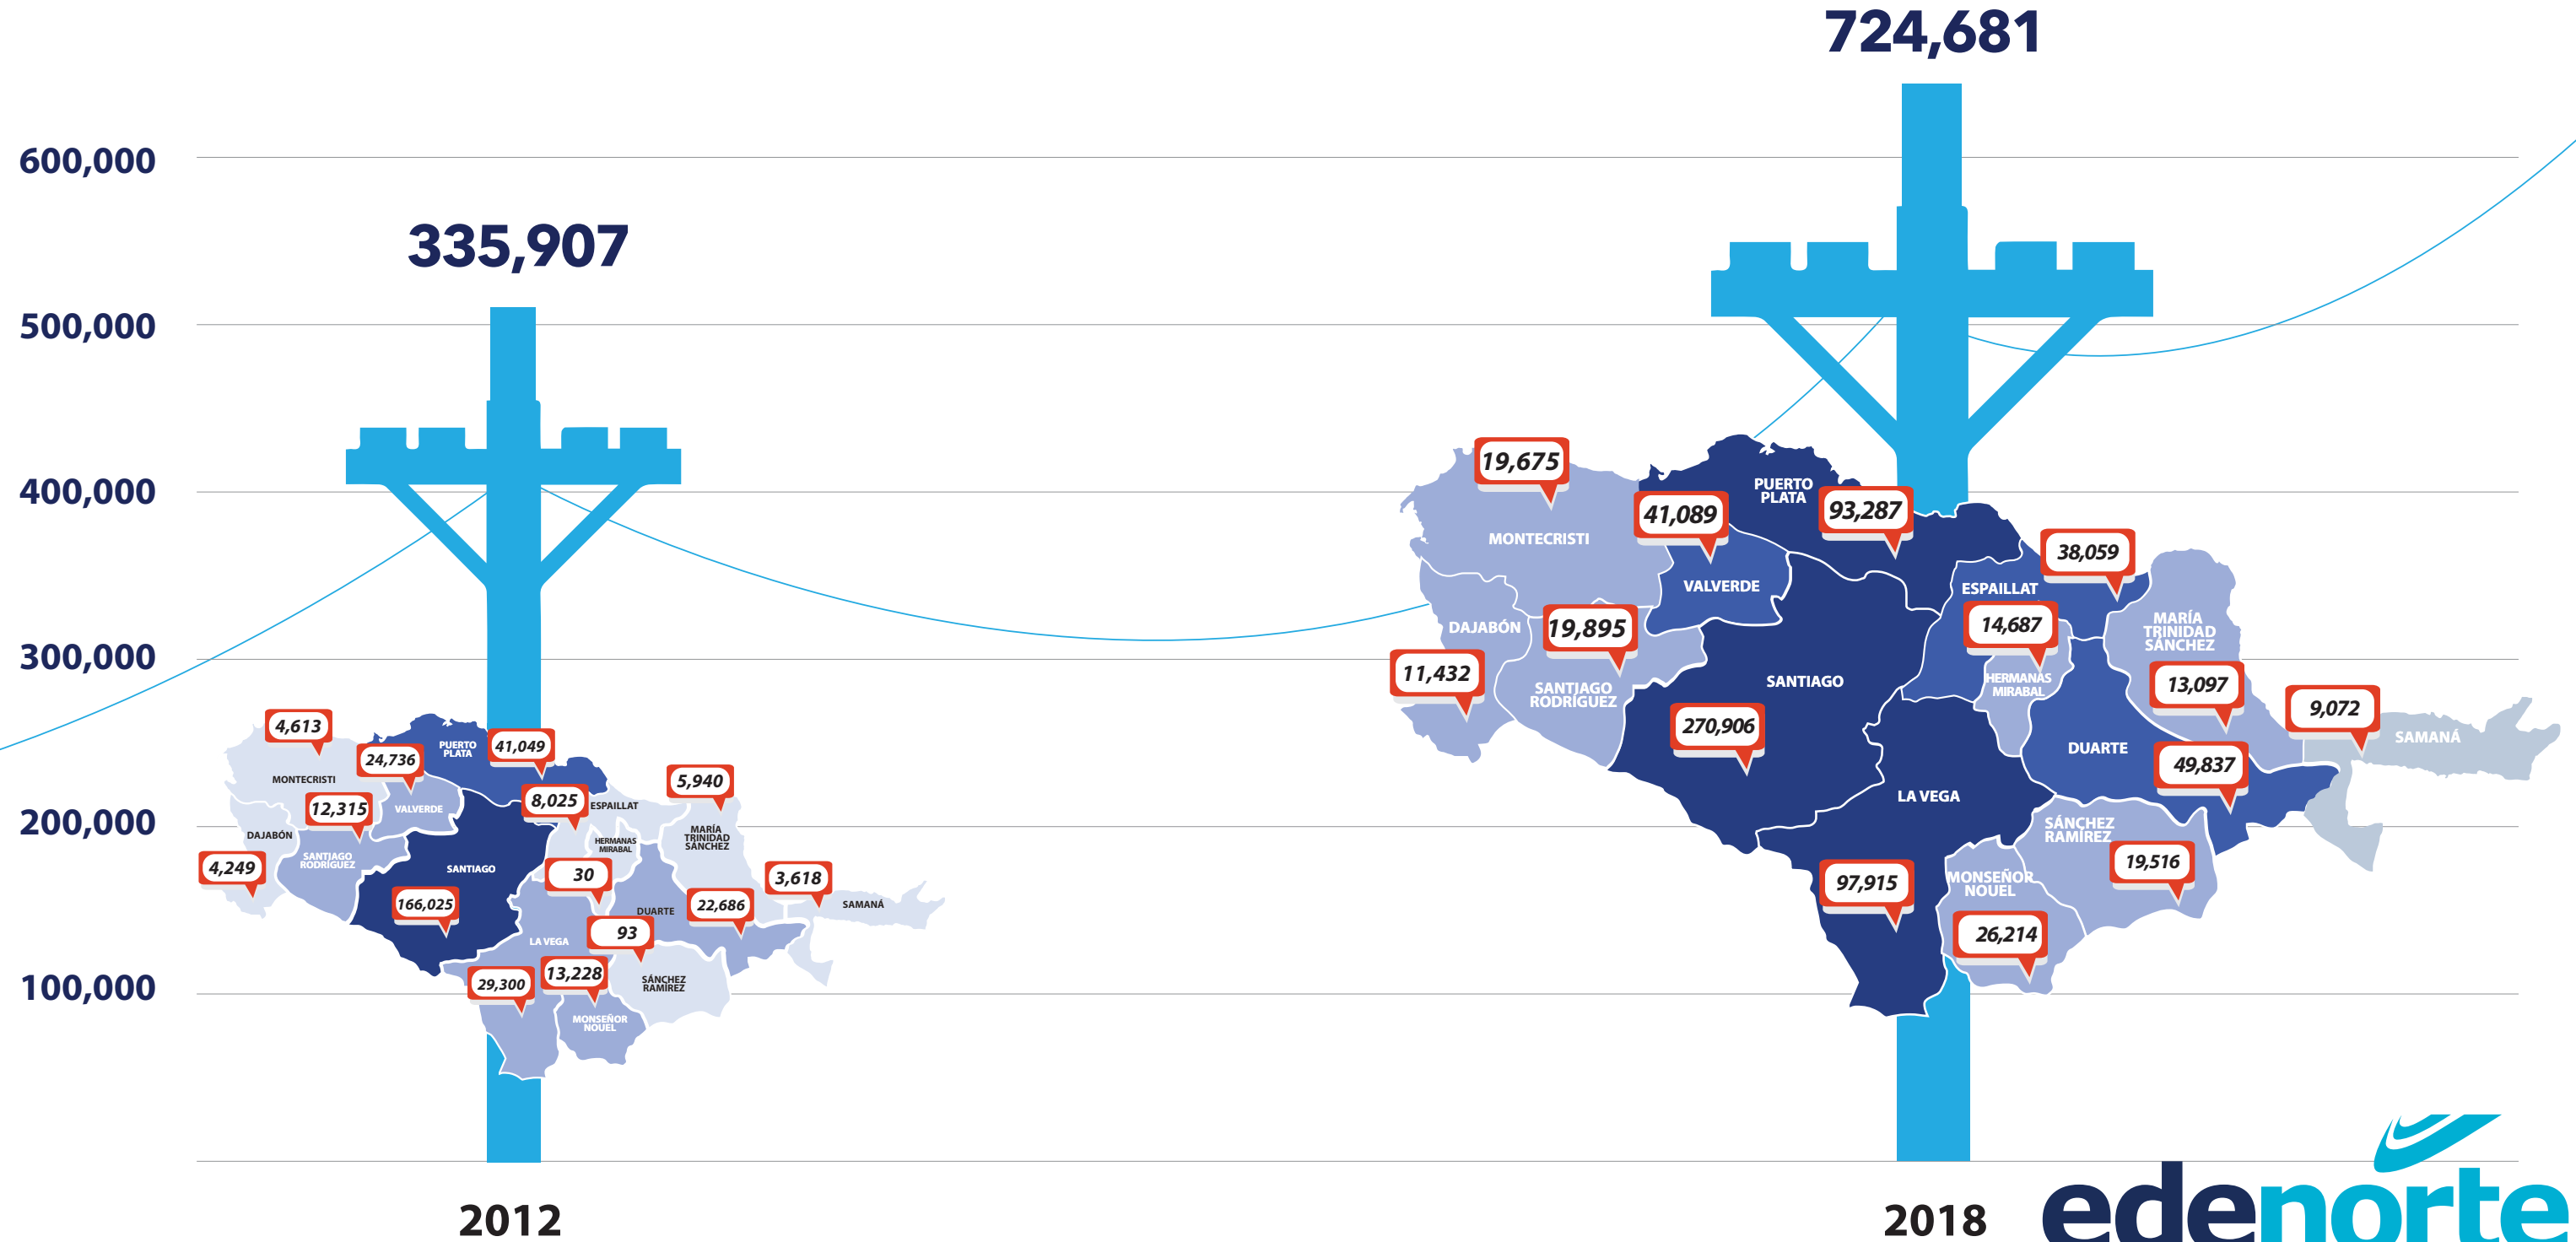 724,681
600,000
335,907
500,000
400,000
300,000
200,000
100,000
4,613
MONTECRISTI
24,736
PUERTO
PLATA
41,049
12,315
VALVERDE
DAJABÓN
4,249
SANTIAGO
RODRÍGUEZ
SANTIAGO
166,025
8,025
ESPAILLAT
HERMANAS
MIRABAL
30
5,940
MARÍA
TRINIDAD
SÁNCHEZ
3,618
SAMANÁ
DUARTE
22,686
93
LA VEGA
29,300
13,228
SÁNCHEZ
RAMÍREZ
MONSEÑOR
NOUEL
2012
19,675
MONTECRISTI
41,089
PUERTO
PLATA
93,287
VALVERDE
DAJABÓN
19,895
11,432
SANTIAGO
RODRÍGUEZ
SANTIAGO
270,906
38,059
ESPAILLAT
14,687
HERMANAS
MIRABAL
MARÍA
TRINIDAD
SÁNCHEZ
13,097
9,072
SAMANÁ
DUARTE
49,837
LA VEGA
97,915
SÁNCHEZ
RAMÍREZ
19,516
MONSEÑOR
NOUEL
26,214
2018
edenorte